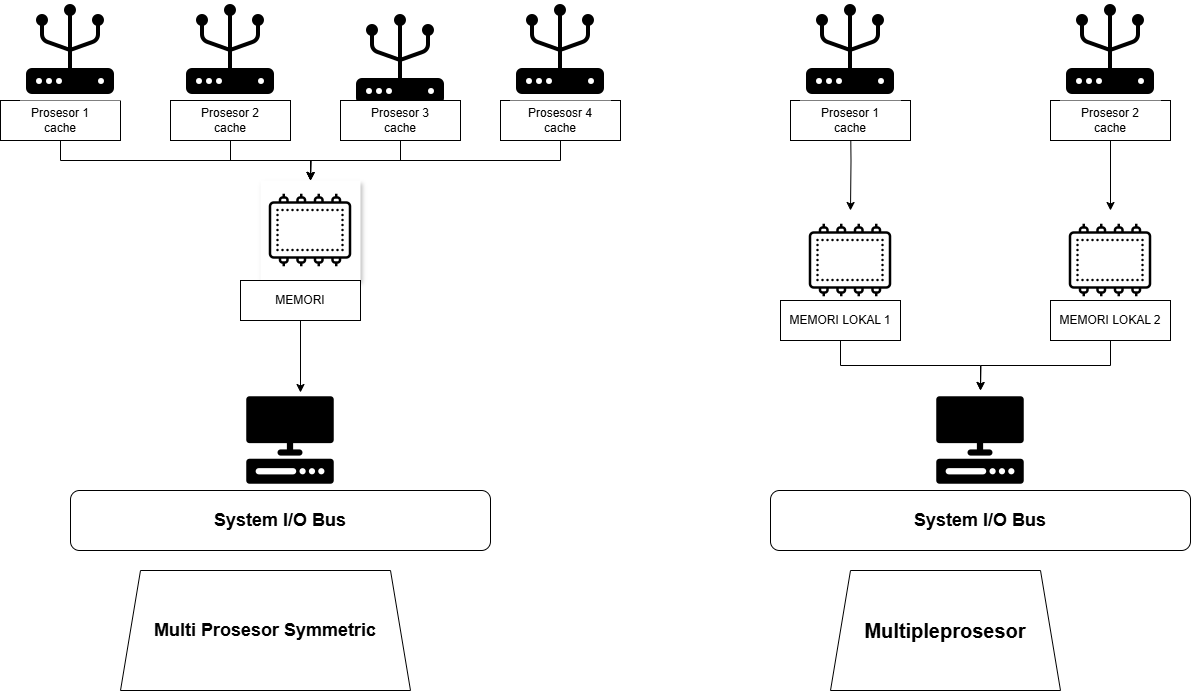 Prosesor 1
cache
Prosesor 2
cache
Prosesor 3
cache
Prosesosr 4
cache
MEMORI
System I/O Bus
Multi Prosesor Symmetric
Prosesor 1
cache
Prosesor 2
cache
MEMORI LOKAL 1
MEMORI LOKAL 2
System I/O Bus
Multipleprosesor